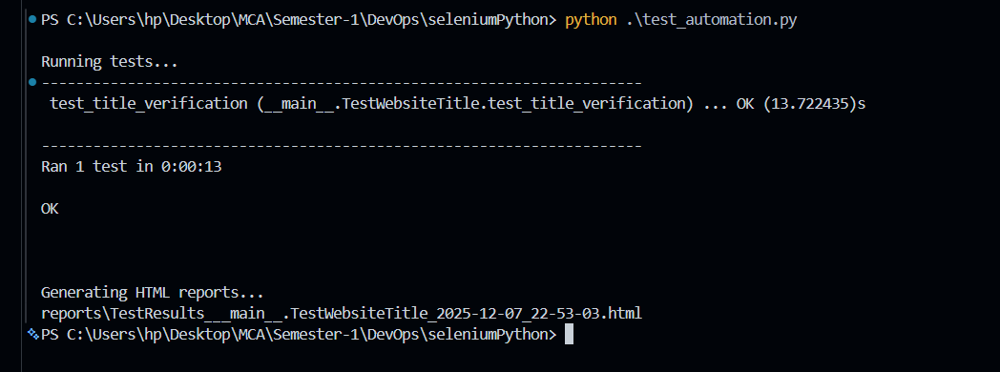 PS C:\Users\hp\Desktop\MCA\Semester-1\DevOps\seleniumPython> python .\test_automation.py
Running tests...
----------------------------------------------------------------------
test_title_verification (__main__.TestWebsiteTitle.test_title_verification) ... OK (13.722435)s
----------------------------------------------------------------------
Ran 1 test in 0:00:13
OK
Generating HTML reports...
reports\TestResults___main__.TestWebsiteTitle_2025-12-07_22-53-03.html
PS C:\Users\hp\Desktop\MCA\Semester-1\DevOps\seleniumPython>